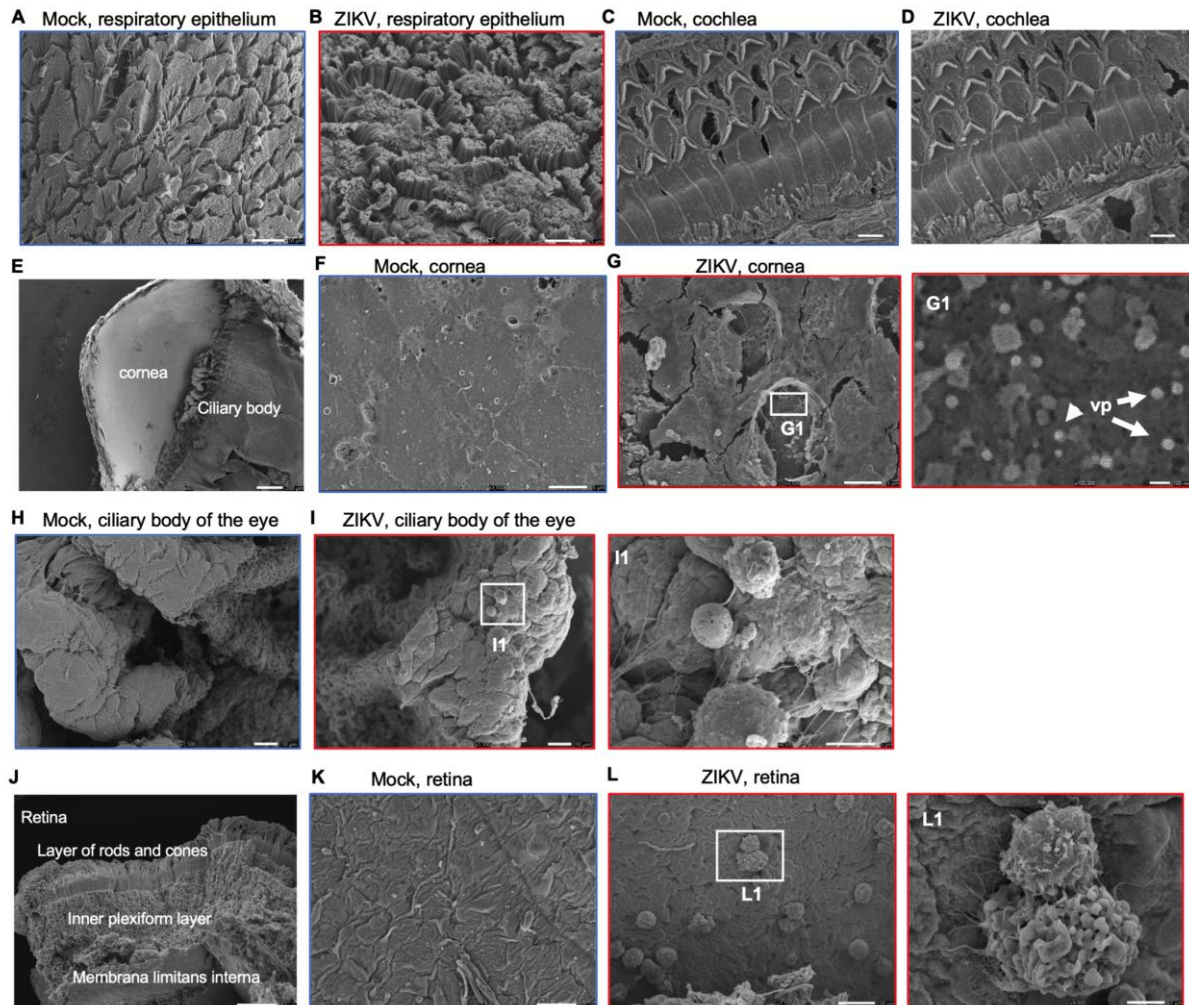 A Mock, respiratory epithelium
B ZIKV, respiratory epithelium
C Mock, cochlea
D ZIKV, cochlea
E
cornea
Ciliary body
F Mock, cornea
G ZIKV, cornea
G1
G1
vp
H Mock, ciliary body of the eye
I ZIKV, ciliary body of the eye
I1
I1
J
Retina
Layer of rods and cones
Inner plexiform layer
Membrana limitans interna
K Mock, retina
L ZIKV, retina
L1
L1